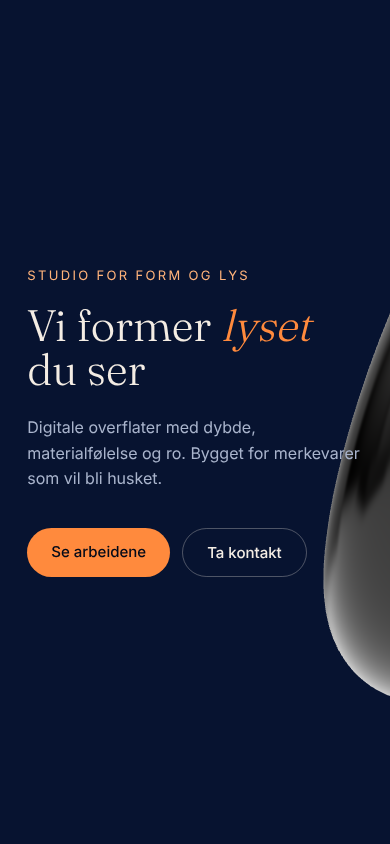 STUDIO FOR FORM OG LYS
Vi former lyset
du ser
Digitale overflater med dybde,
materialfølelse og ro. Bygget for merkevarer
som vil bli husket.
Se arbeidene
Ta kontakt